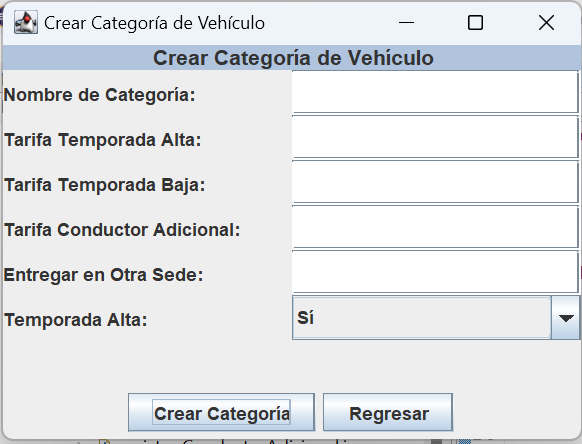 Crear Categoría de Vehículo
Crear Categoría de Vehículo
Nombre de Categoría:
Tarifa Temporada Alta:
Tarifa Temporada Baja:
Tarifa Conductor Adicional:
Entregar en Otra Sede:
Temporada Alta:
Sí
Crear Categoría
Regresar